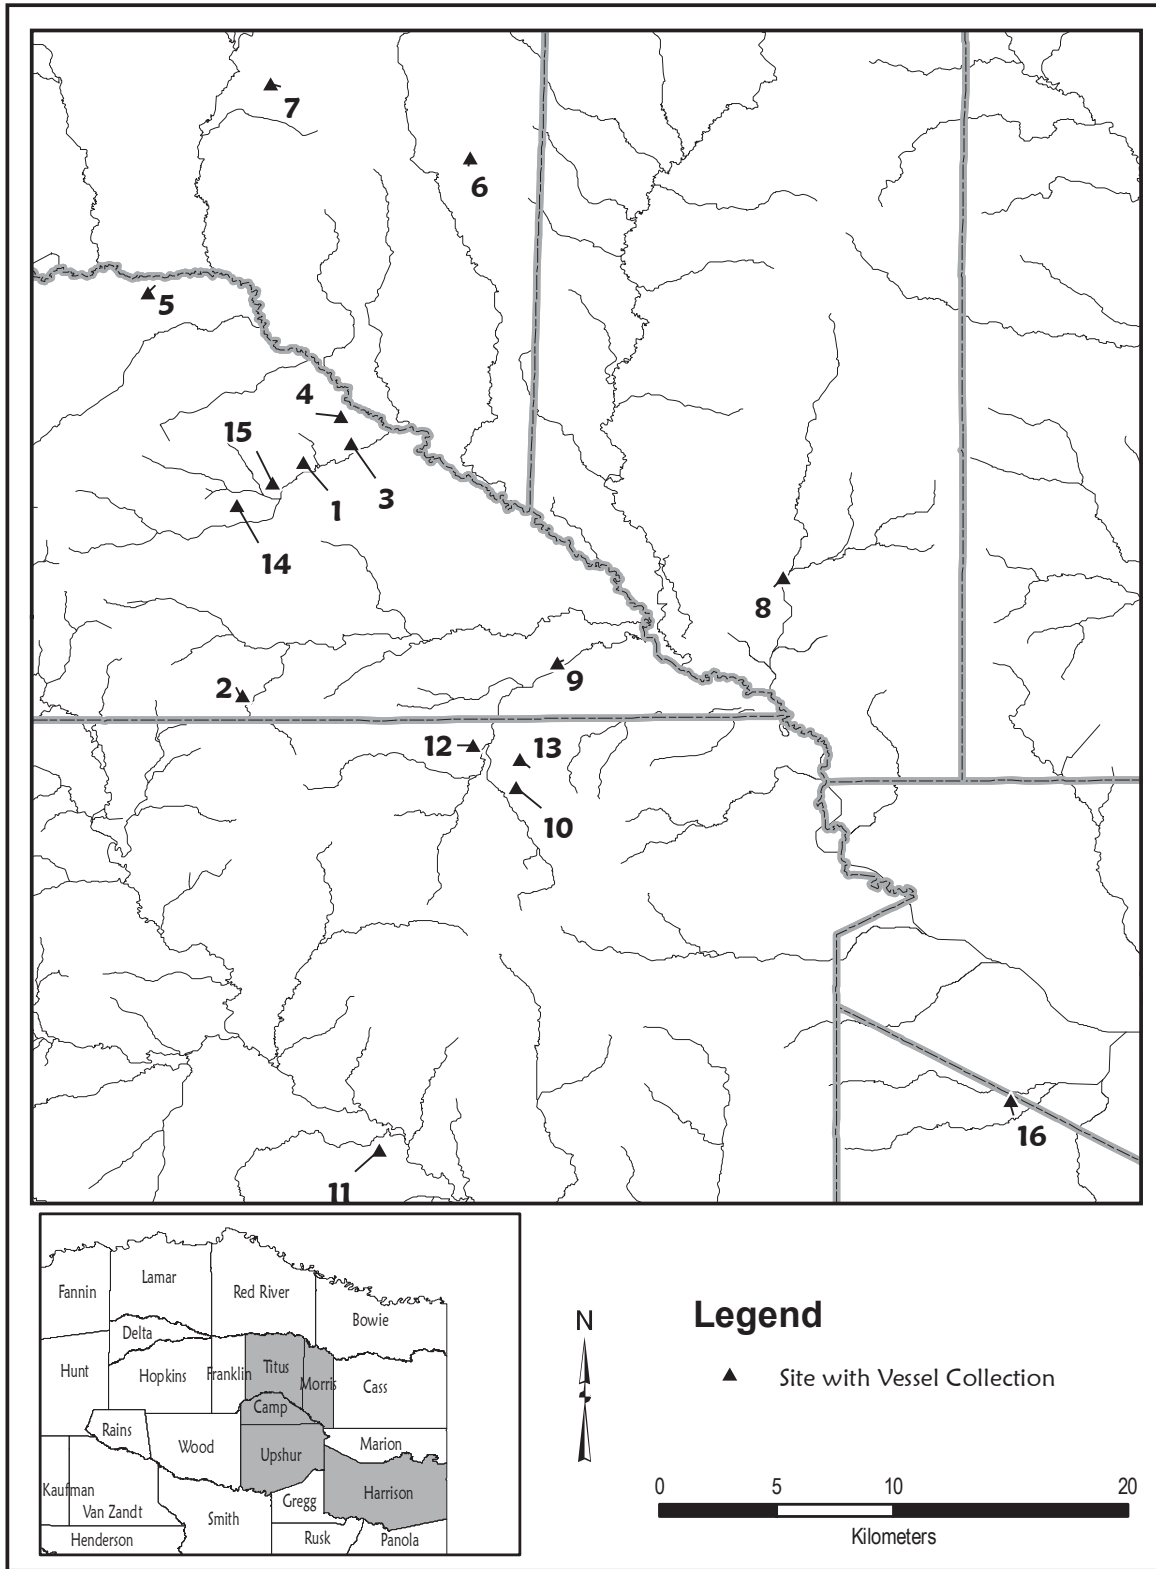 7
6
5
4
15
1
3
14
8
9
2
12
13
10
16
11
Fannin
Lamar
Red River
Bowie
Delta
Hunt
Hopkins
Franklin
Titus
Morris
Cass
Camp
Rains
Wood
Upshur
Marion
Kaufman
Van Zandt
Smith
Gregg
Harrison
Henderson
Rusk
Panola
N
Legend
Site with Vessel Collection
0 5 10 20
Kilometers